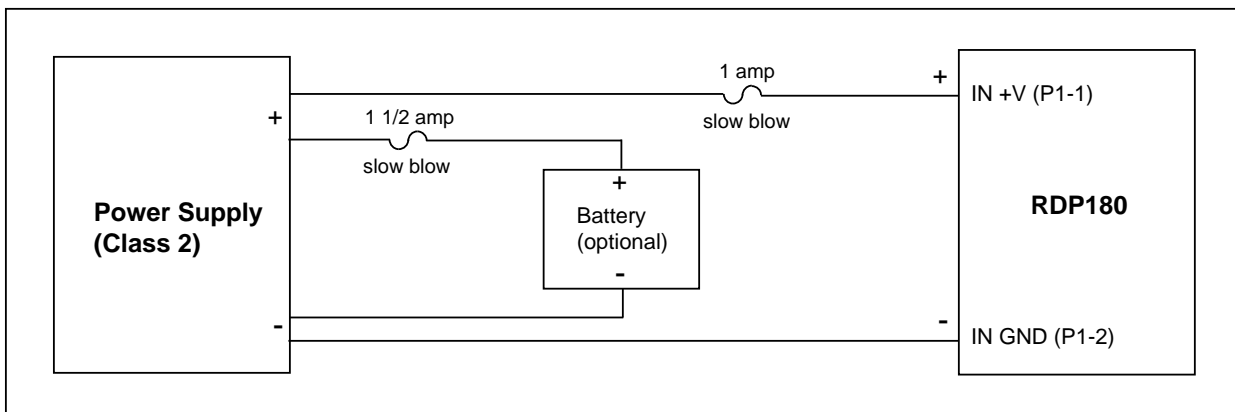 Power Supply
(Class 2)
+
-
1 1/2 amp
slow blow
1 amp
slow blow
+
Battery
(optional)
-
+
IN +V (P1-1)
RDP180
-
IN GND (P1-2)